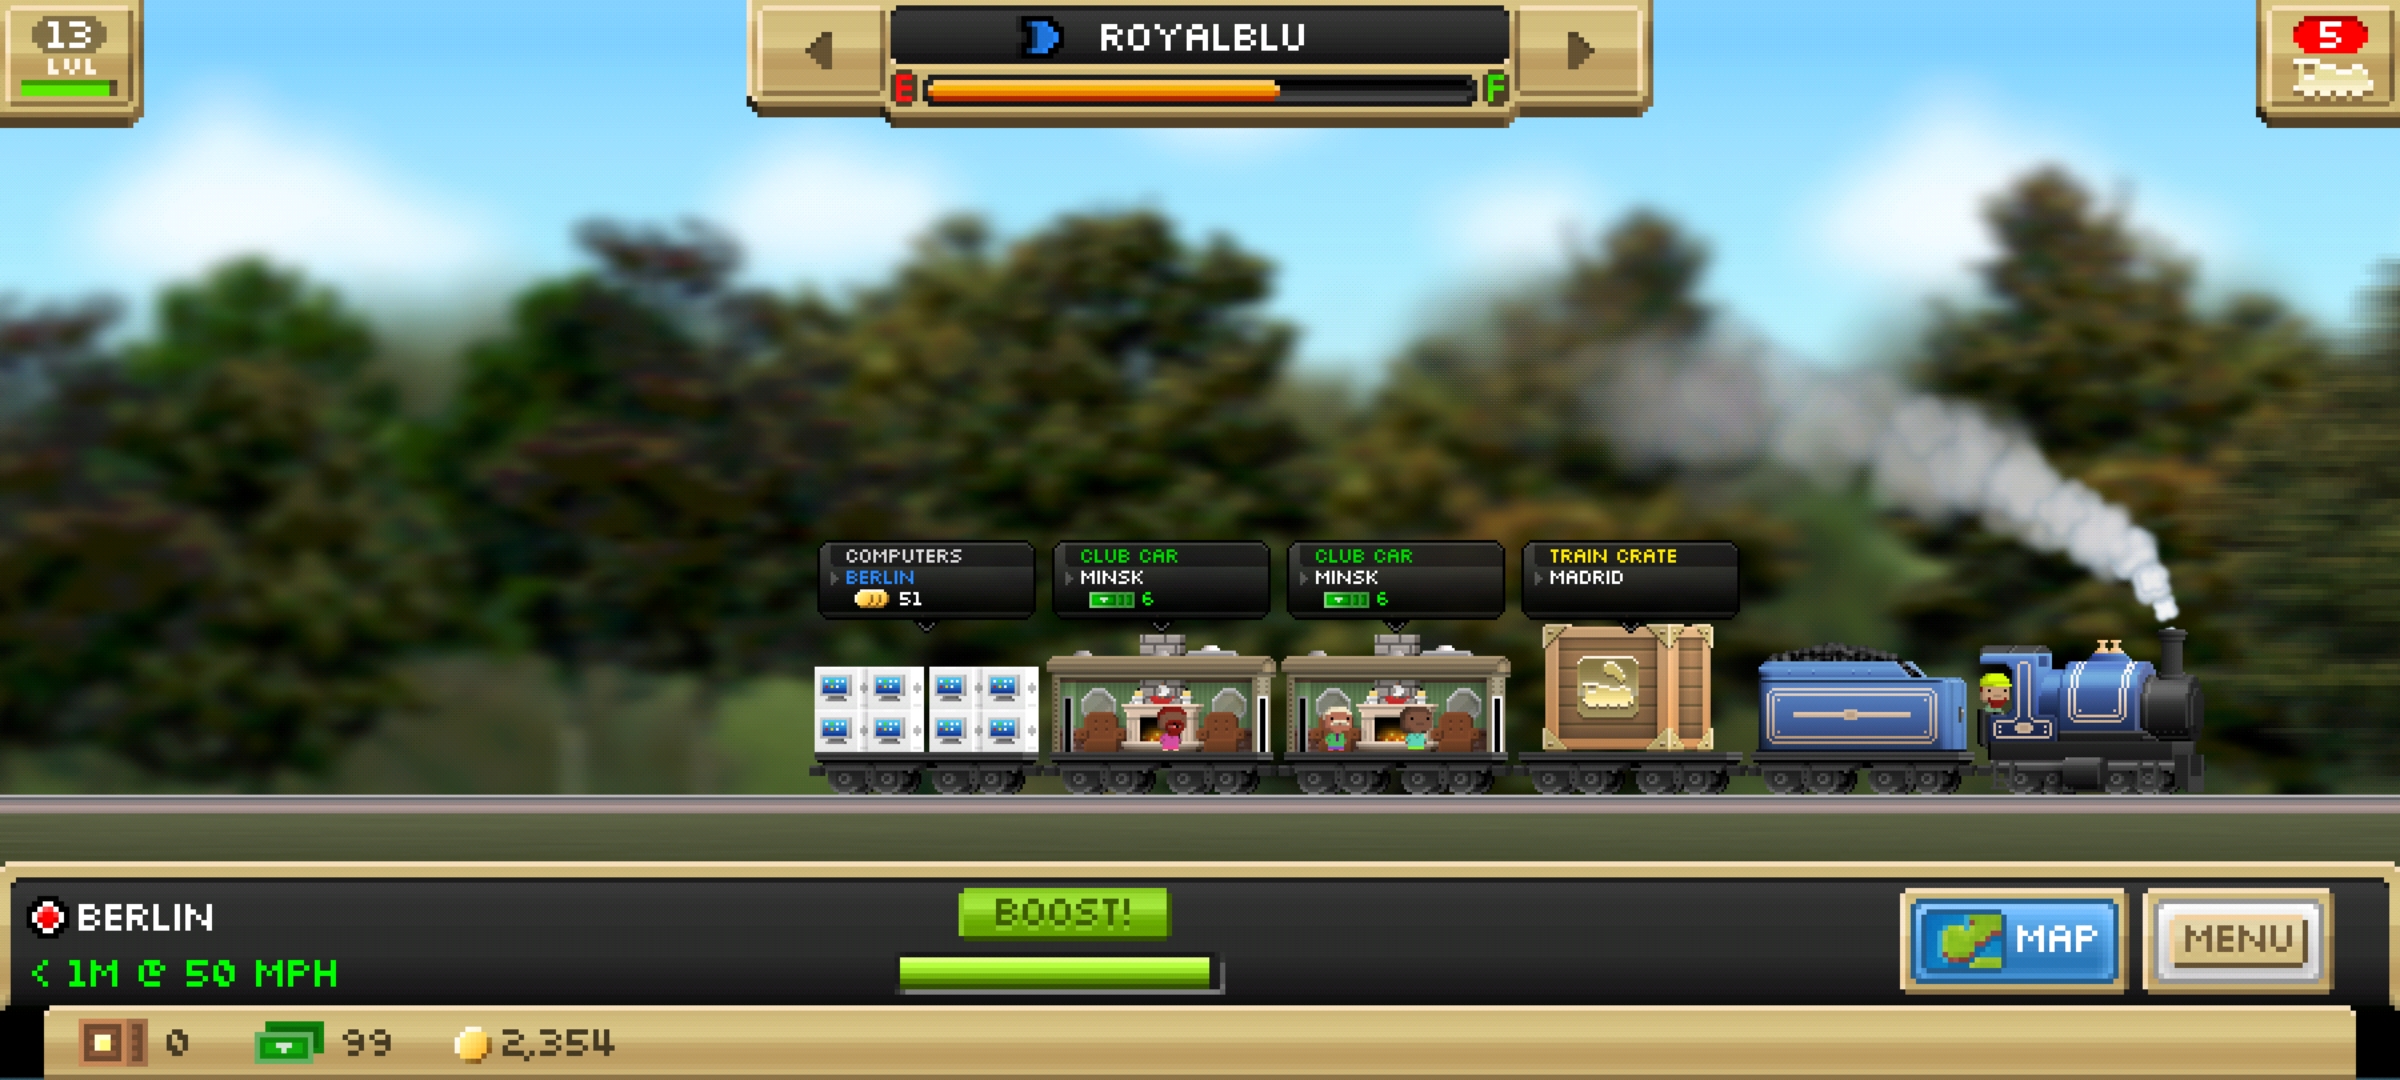 13
LVL
ROYALBLU
E
F
5
COMPUTERS
BERLIN
51
CLUB CAR
MINSK
6
CLUB CAR
MINSK
6
TRAIN CRATE
MADRID
BERLIN
< 1M @ 50 MPH
BOOST!
MAP
MENU
0
99
2,354